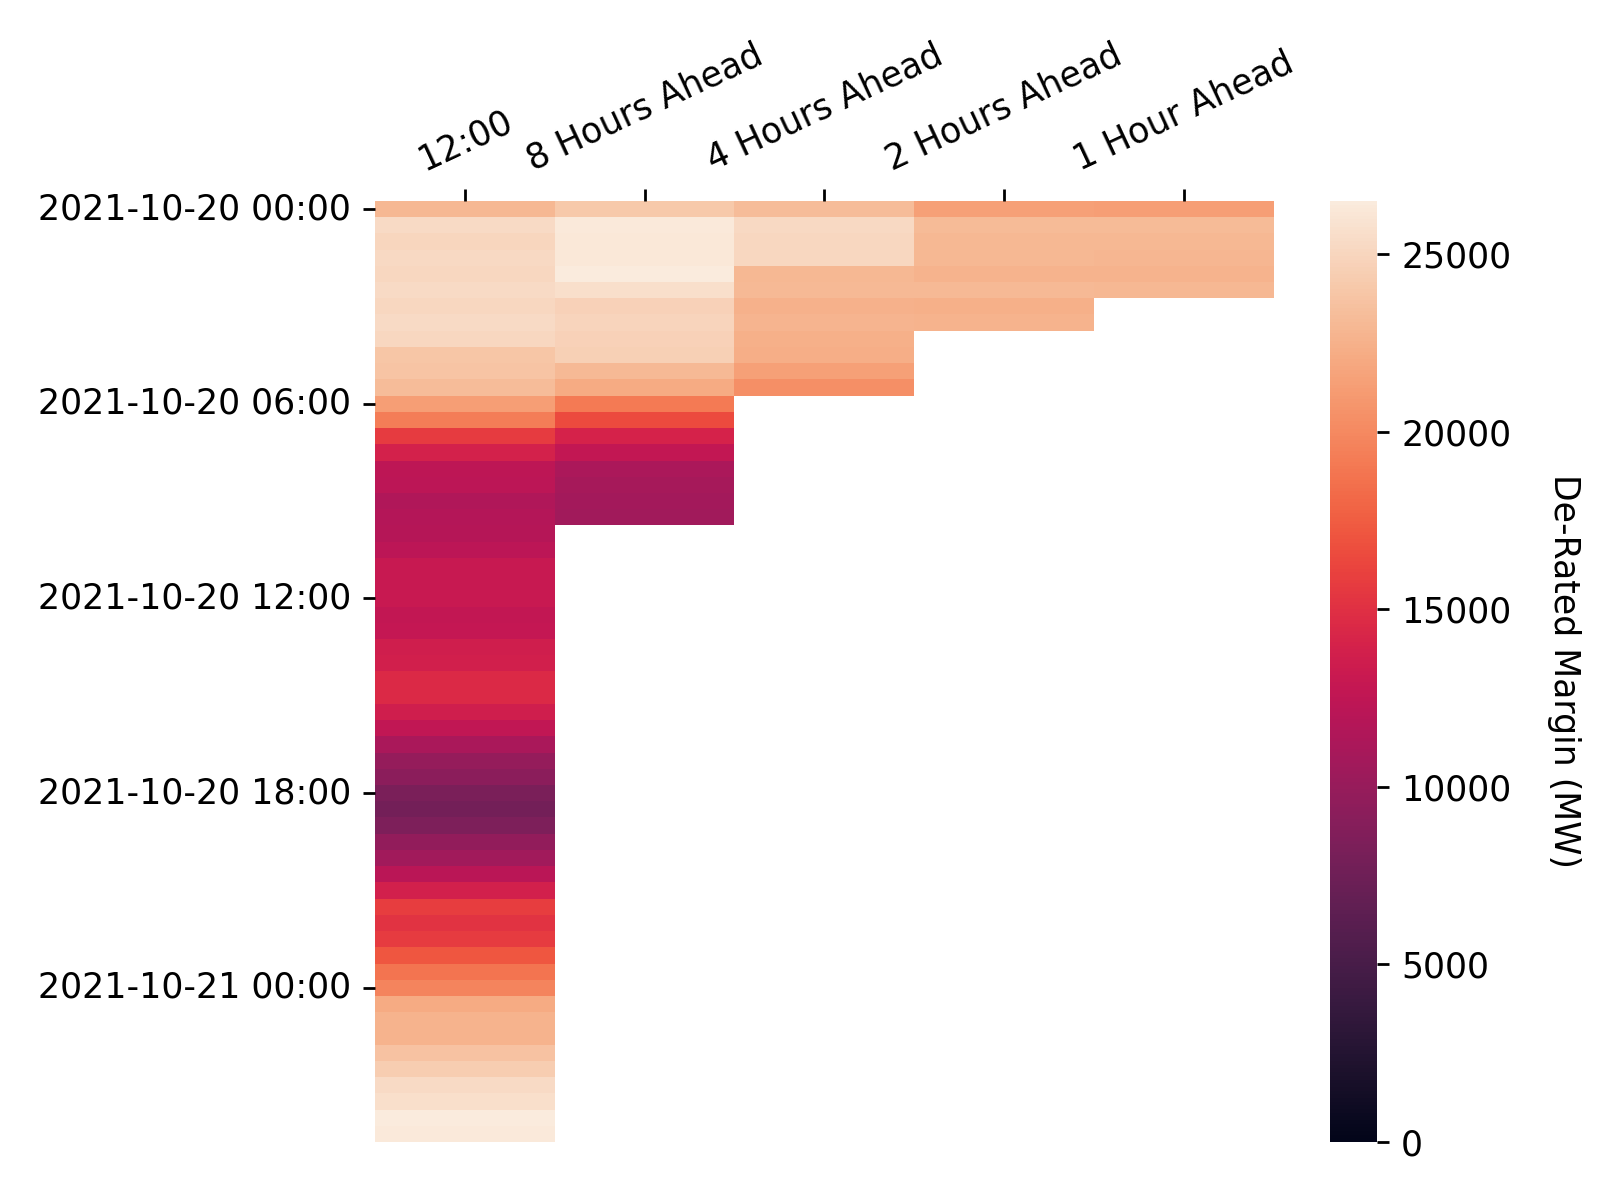 12:00
8 Hours Ahead
4 Hours Ahead
2 Hours Ahead
1 Hour Ahead
2021-10-20 00:00
2021-10-20 06:00
2021-10-20 12:00
2021-10-20 18:00
2021-10-21 00:00
25000
20000
15000
10000
5000
0
De-Rated Margin (MW)